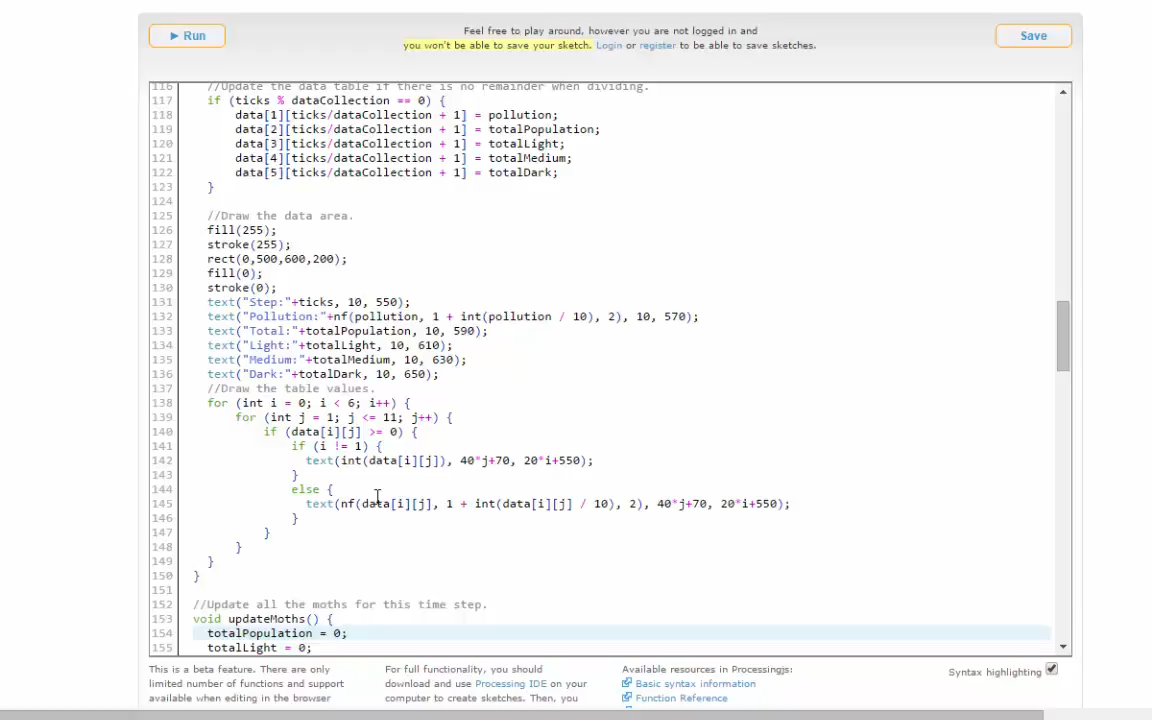 Run
Feel free to play around, however you are not logged in and
you won't be able to save your sketch. Login or register to be able to save sketches.
Save
116 //Update the data table if there is no remainder when dividing.
117 if (ticks % dataCollection == 0) {
118 data[1][ticks/dataCollection + 1] = pollution;
119 data[2][ticks/dataCollection + 1] = totalPopulation;
120 data[3][ticks/dataCollection + 1] = totalLight;
121 data[4][ticks/dataCollection + 1] = totalMedium;
122 data[5][ticks/dataCollection + 1] = totalDark;
123 }
124
125 //Draw the data area.
126 fill(255);
127 stroke(255);
128 rect(0,500,600,200);
129 fill(0);
130 stroke(0);
131 text("Step:"+ticks, 10, 550);
132 text("Pollution:"+nf(pollution, 1 + int(pollution / 10), 2), 10, 570);
133 text("Total:"+totalPopulation, 10, 590);
134 text("Light:"+totalLight, 10, 610);
135 text("Medium:"+totalMedium, 10, 630);
136 text("Dark:"+totalDark, 10, 650);
137 //Draw the table values.
138 for (int i = 0; i < 6; i++) {
139 for (int j = 1; j <= 11; j++) {
140 if (data[i][j] >= 0) {
141 if (i != 1) {
142 text(int(data[i][j]), 40*j+70, 20*i+550);
143 }
144 else {
145 text(nf(data[i][j], 1 + int(data[i][j] / 10), 2), 40*j+70, 20*i+550);
146 }
147 }
148 }
149 }
150 }
151
152 //Update all the moths for this time step.
153 void updateMoths() {
154 totalPopulation = 0;
155 totalLight = 0;
This is a beta feature. There are only
limited number of functions and support
available when editing in the browser
For full functionality, you should
download and use Processing IDE on your
computer to create sketches. Then, you
Available resources in Processingjs:
Basic syntax information
Function Reference
Syntax highlighting